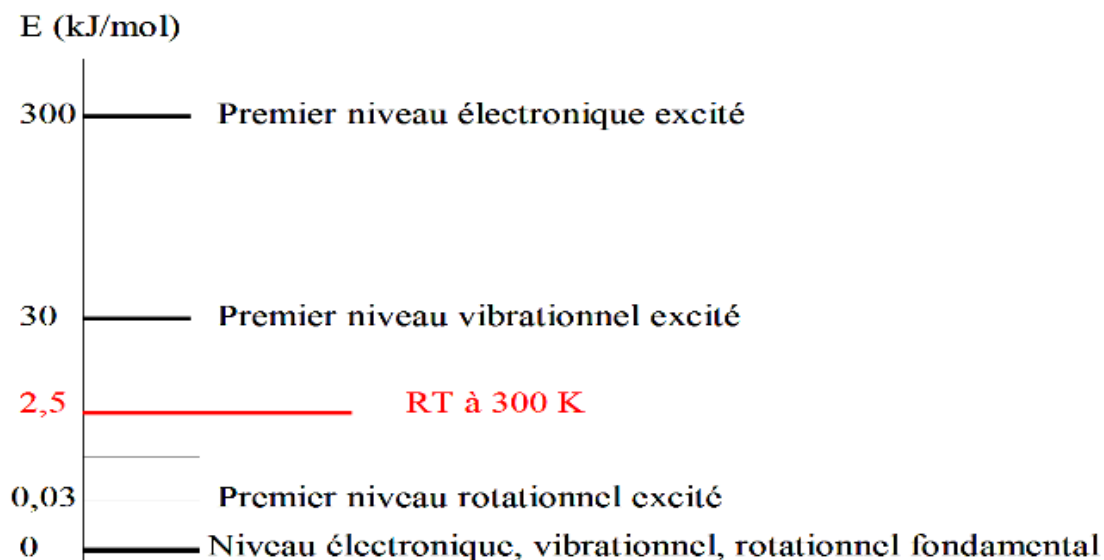 E (kJ/mol)
300 Premier niveau électronique excité
30 Premier niveau vibrationnel excité
2,5 RT à 300 K
0,03 Premier niveau rotationnel excité
0 Niveau électronique, vibrationnel, rotationnel fondamental